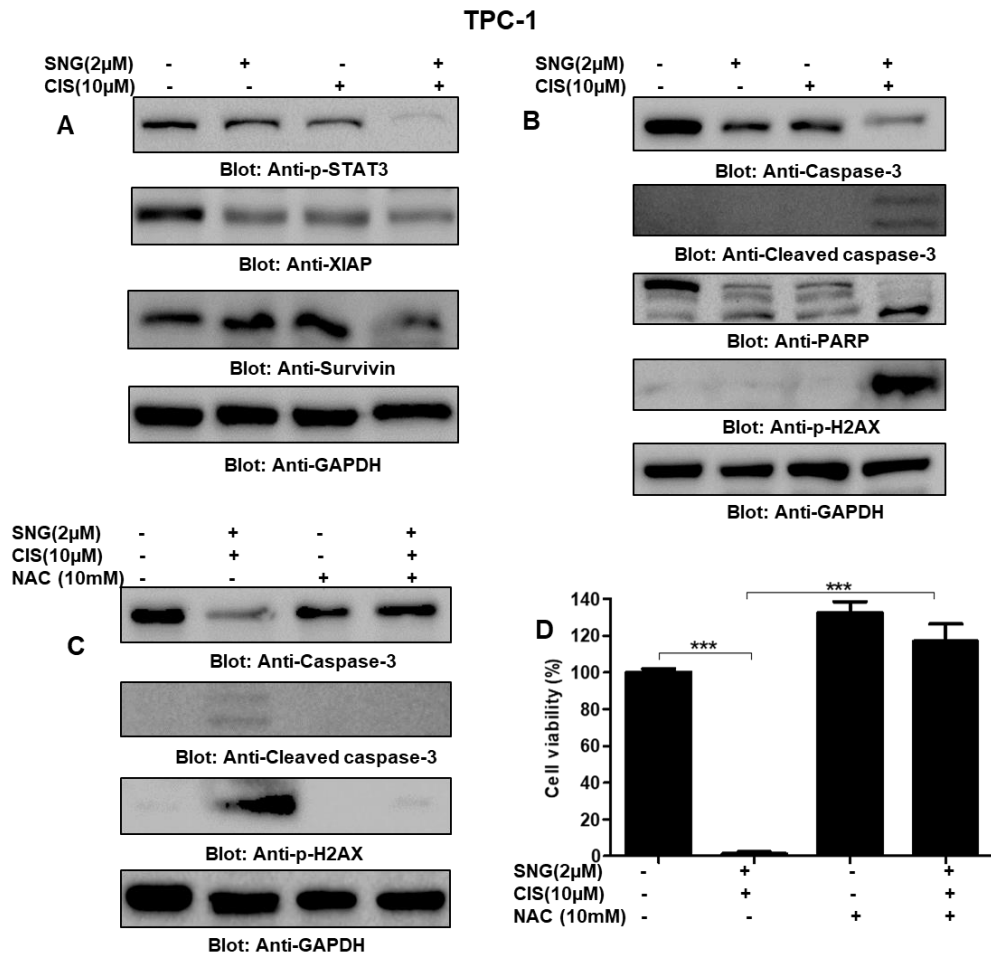 TPC-1
SNG(2µM) - + - +
CIS(10µM) - - + +
A
Blot: Anti-p-STAT3
Blot: Anti-XIAP
Blot: Anti-Survivin
Blot: Anti-GAPDH
SNG(2µM) - + - +
CIS(10µM) - - + +
B
Blot: Anti-Caspase-3
Blot: Anti-Cleaved caspase-3
Blot: Anti-PARP
Blot: Anti-p-H2AX
Blot: Anti-GAPDH
SNG(2µM) - + - +
CIS(10µM) - + - +
NAC (10mM) - - + +
C
Blot: Anti-Caspase-3
Blot: Anti-Cleaved caspase-3
Blot: Anti-p-H2AX
Blot: Anti-GAPDH
D
***
***
Cell viability (%)
140
120
100
80
60
40
20
0
SNG(2µM) - + - +
CIS(10µM) - + - +
NAC (10mM) - - + +